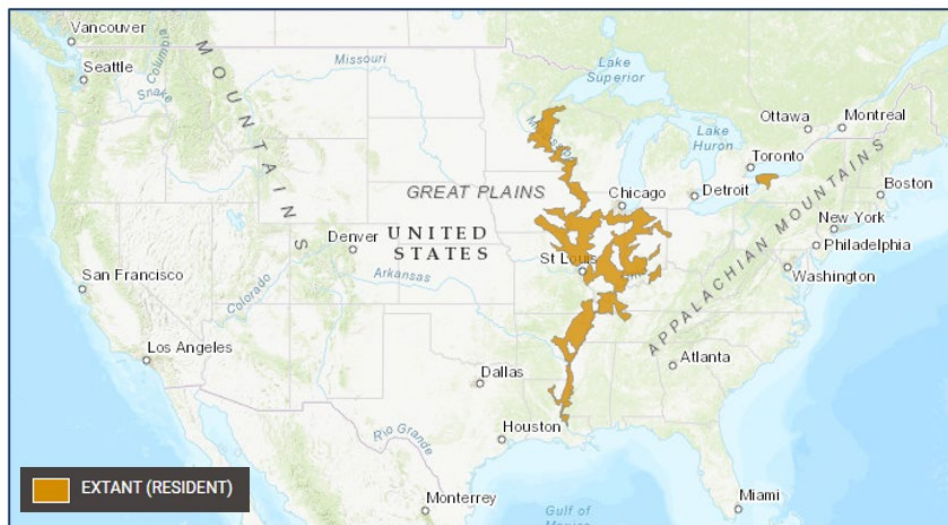 Vancouver
Seattle
Columbia
Snake
MOUNTAINS
Missouri
Lake
Superior
Ottawa
Montreal
Lake
Huron
Toronto
Boston
GREAT PLAINS
Chicago
Detroit
New York
Philadelphia
Washington
APPALACHIAN MOUNTAINS
UNITED
STATES
Denver
St Louis
San Francisco
Colorado
Arkansas
Los Angeles
Dallas
Atlanta
Houston
Rio Grande
Monterrey
Miami
Gulf of
EXTANT (RESIDENT)